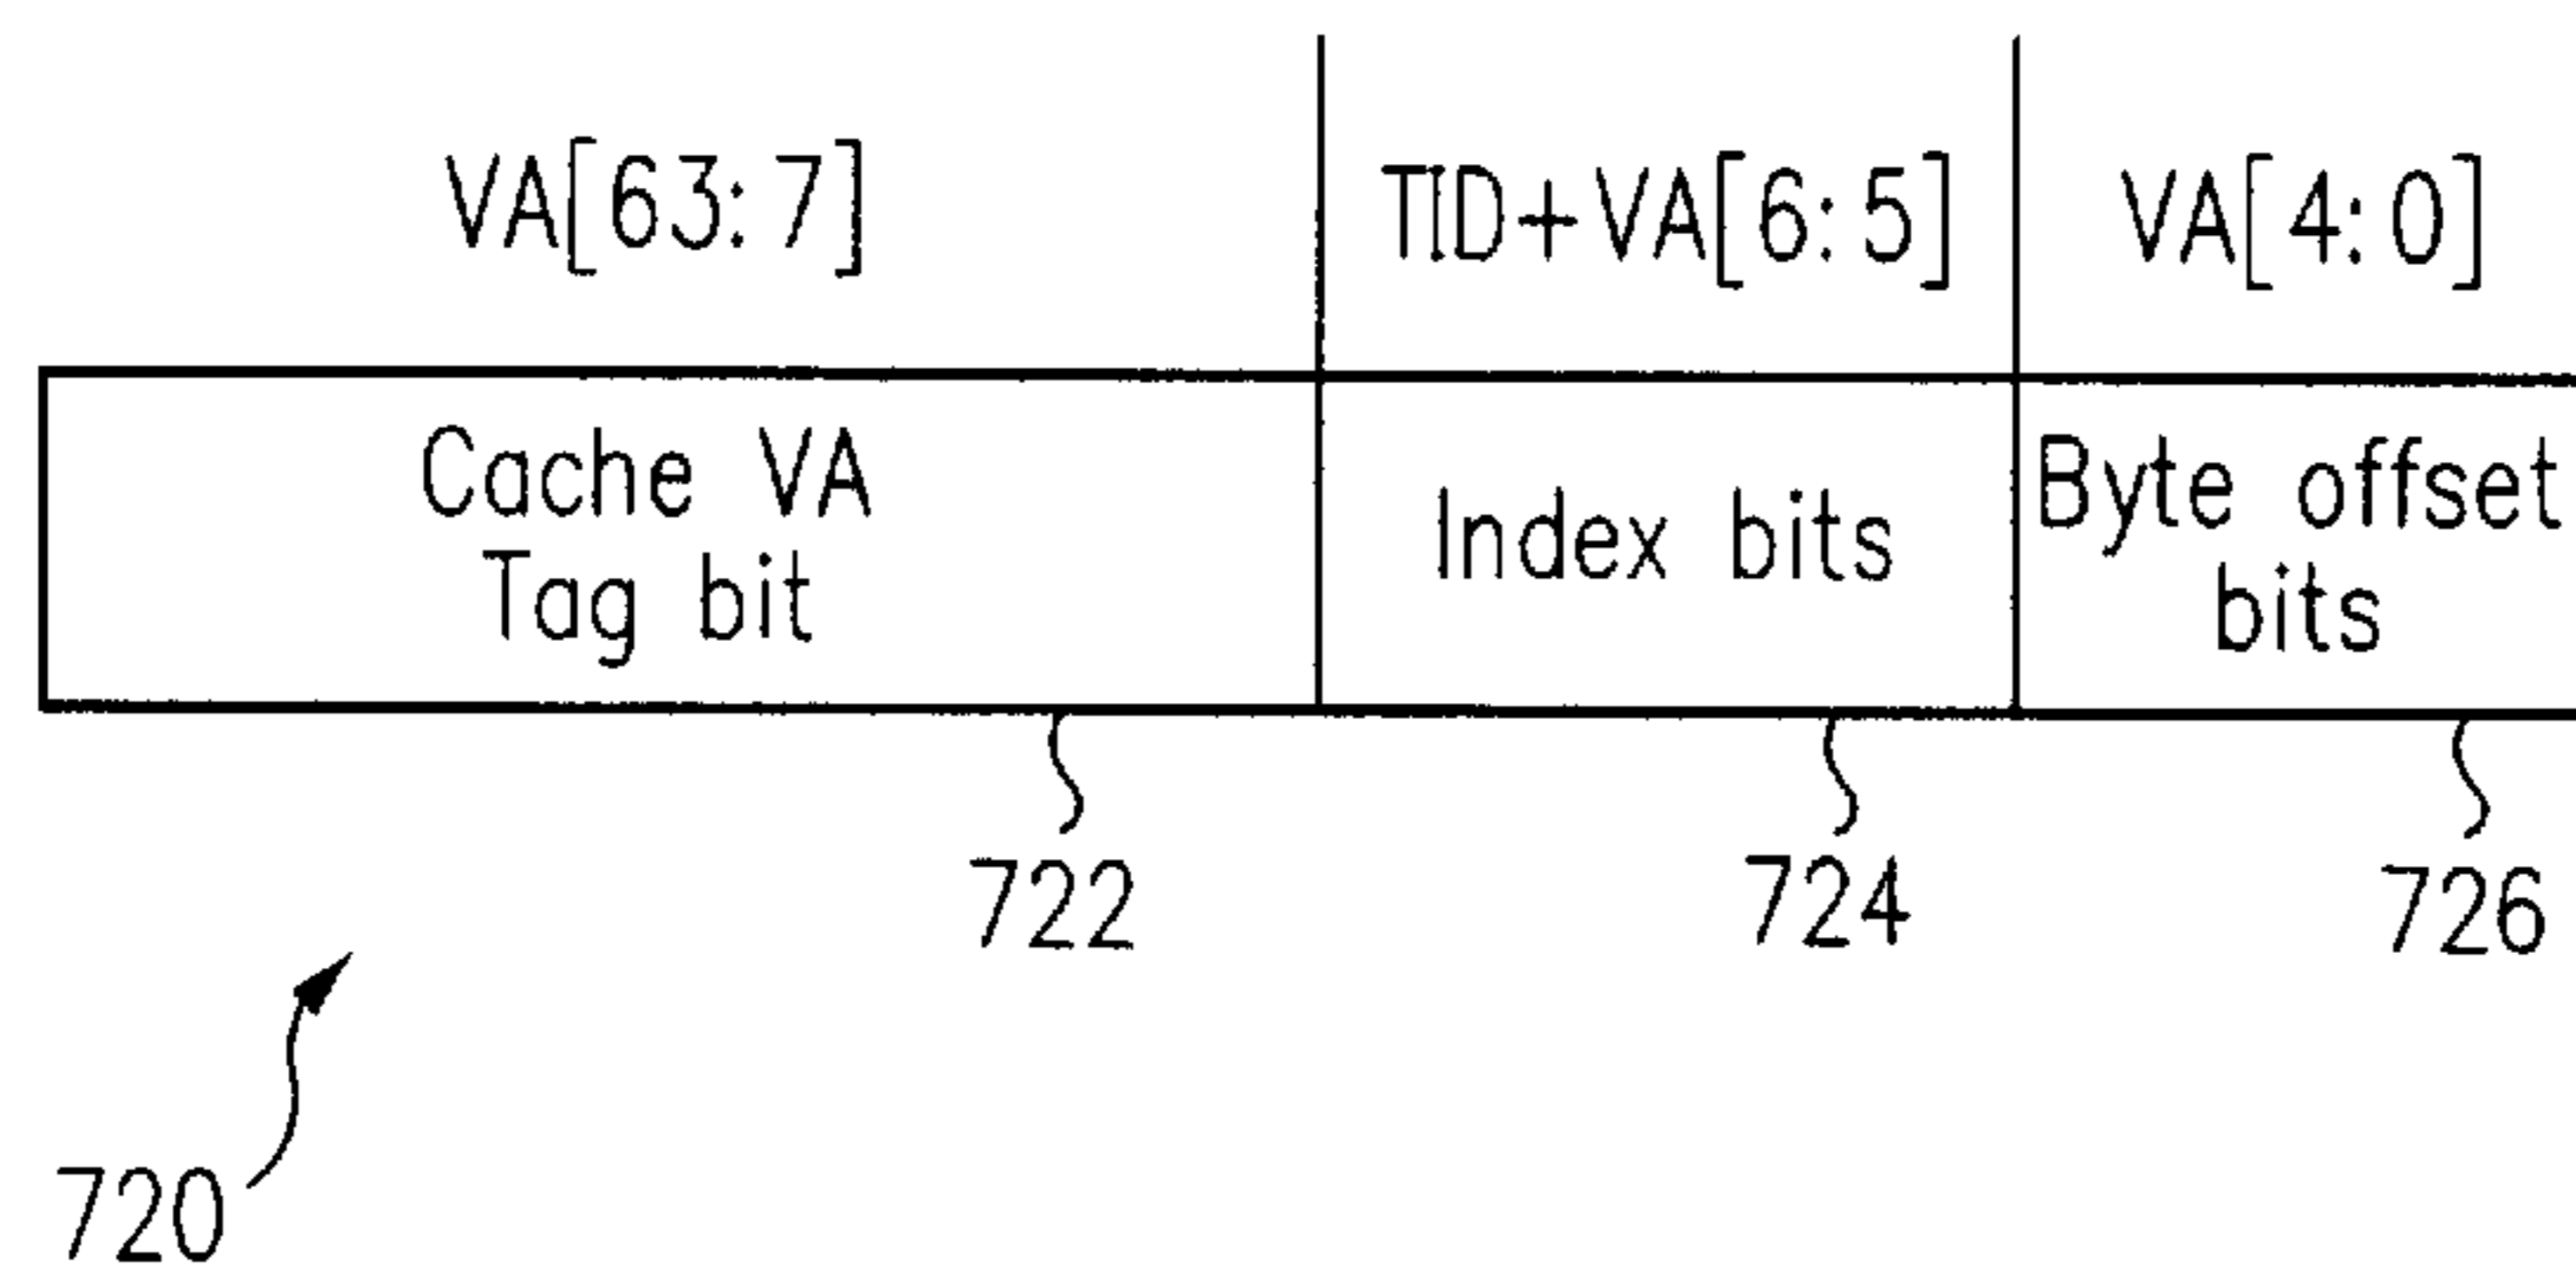 VA[63:7]
TID+VA[6:5]
VA[4:0]
Cache VA
Tag bit
Index bits
Byte offset
bits
722
724
726
720